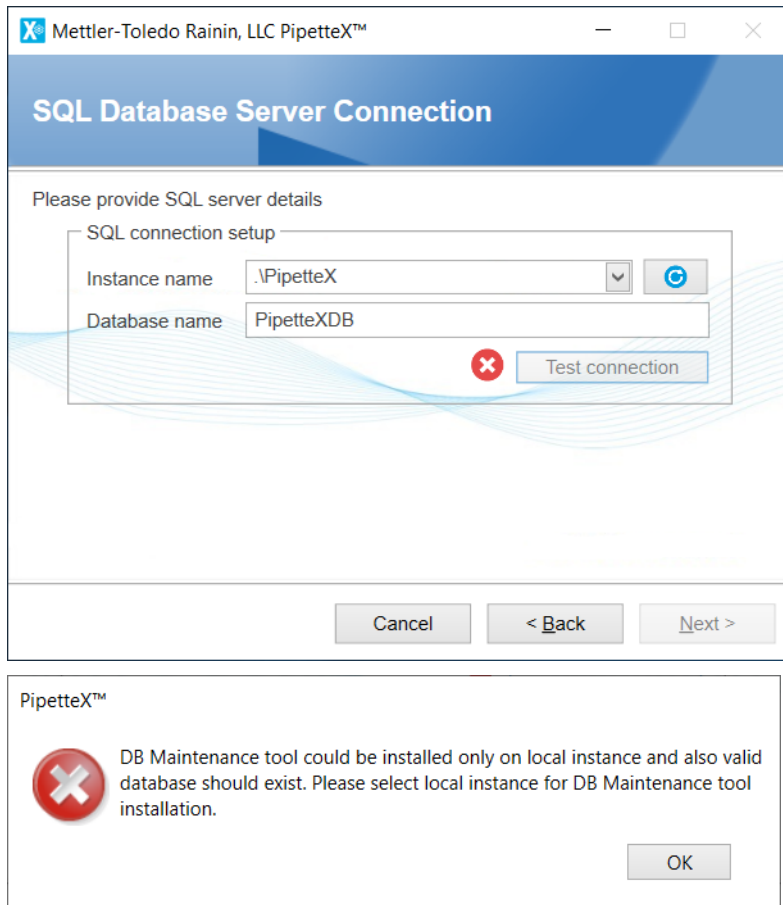 Mettler-Toledo Rainin, LLC PipetteX™
SQL Database Server Connection
Please provide SQL server details
SQL connection setup
Instance name .\PipetteX
Database name PipetteXDB
Test connection
Cancel < Back Next >
PipetteX™
DB Maintenance tool could be installed only on local instance and also valid
database should exist. Please select local instance for DB Maintenance tool
installation.
OK